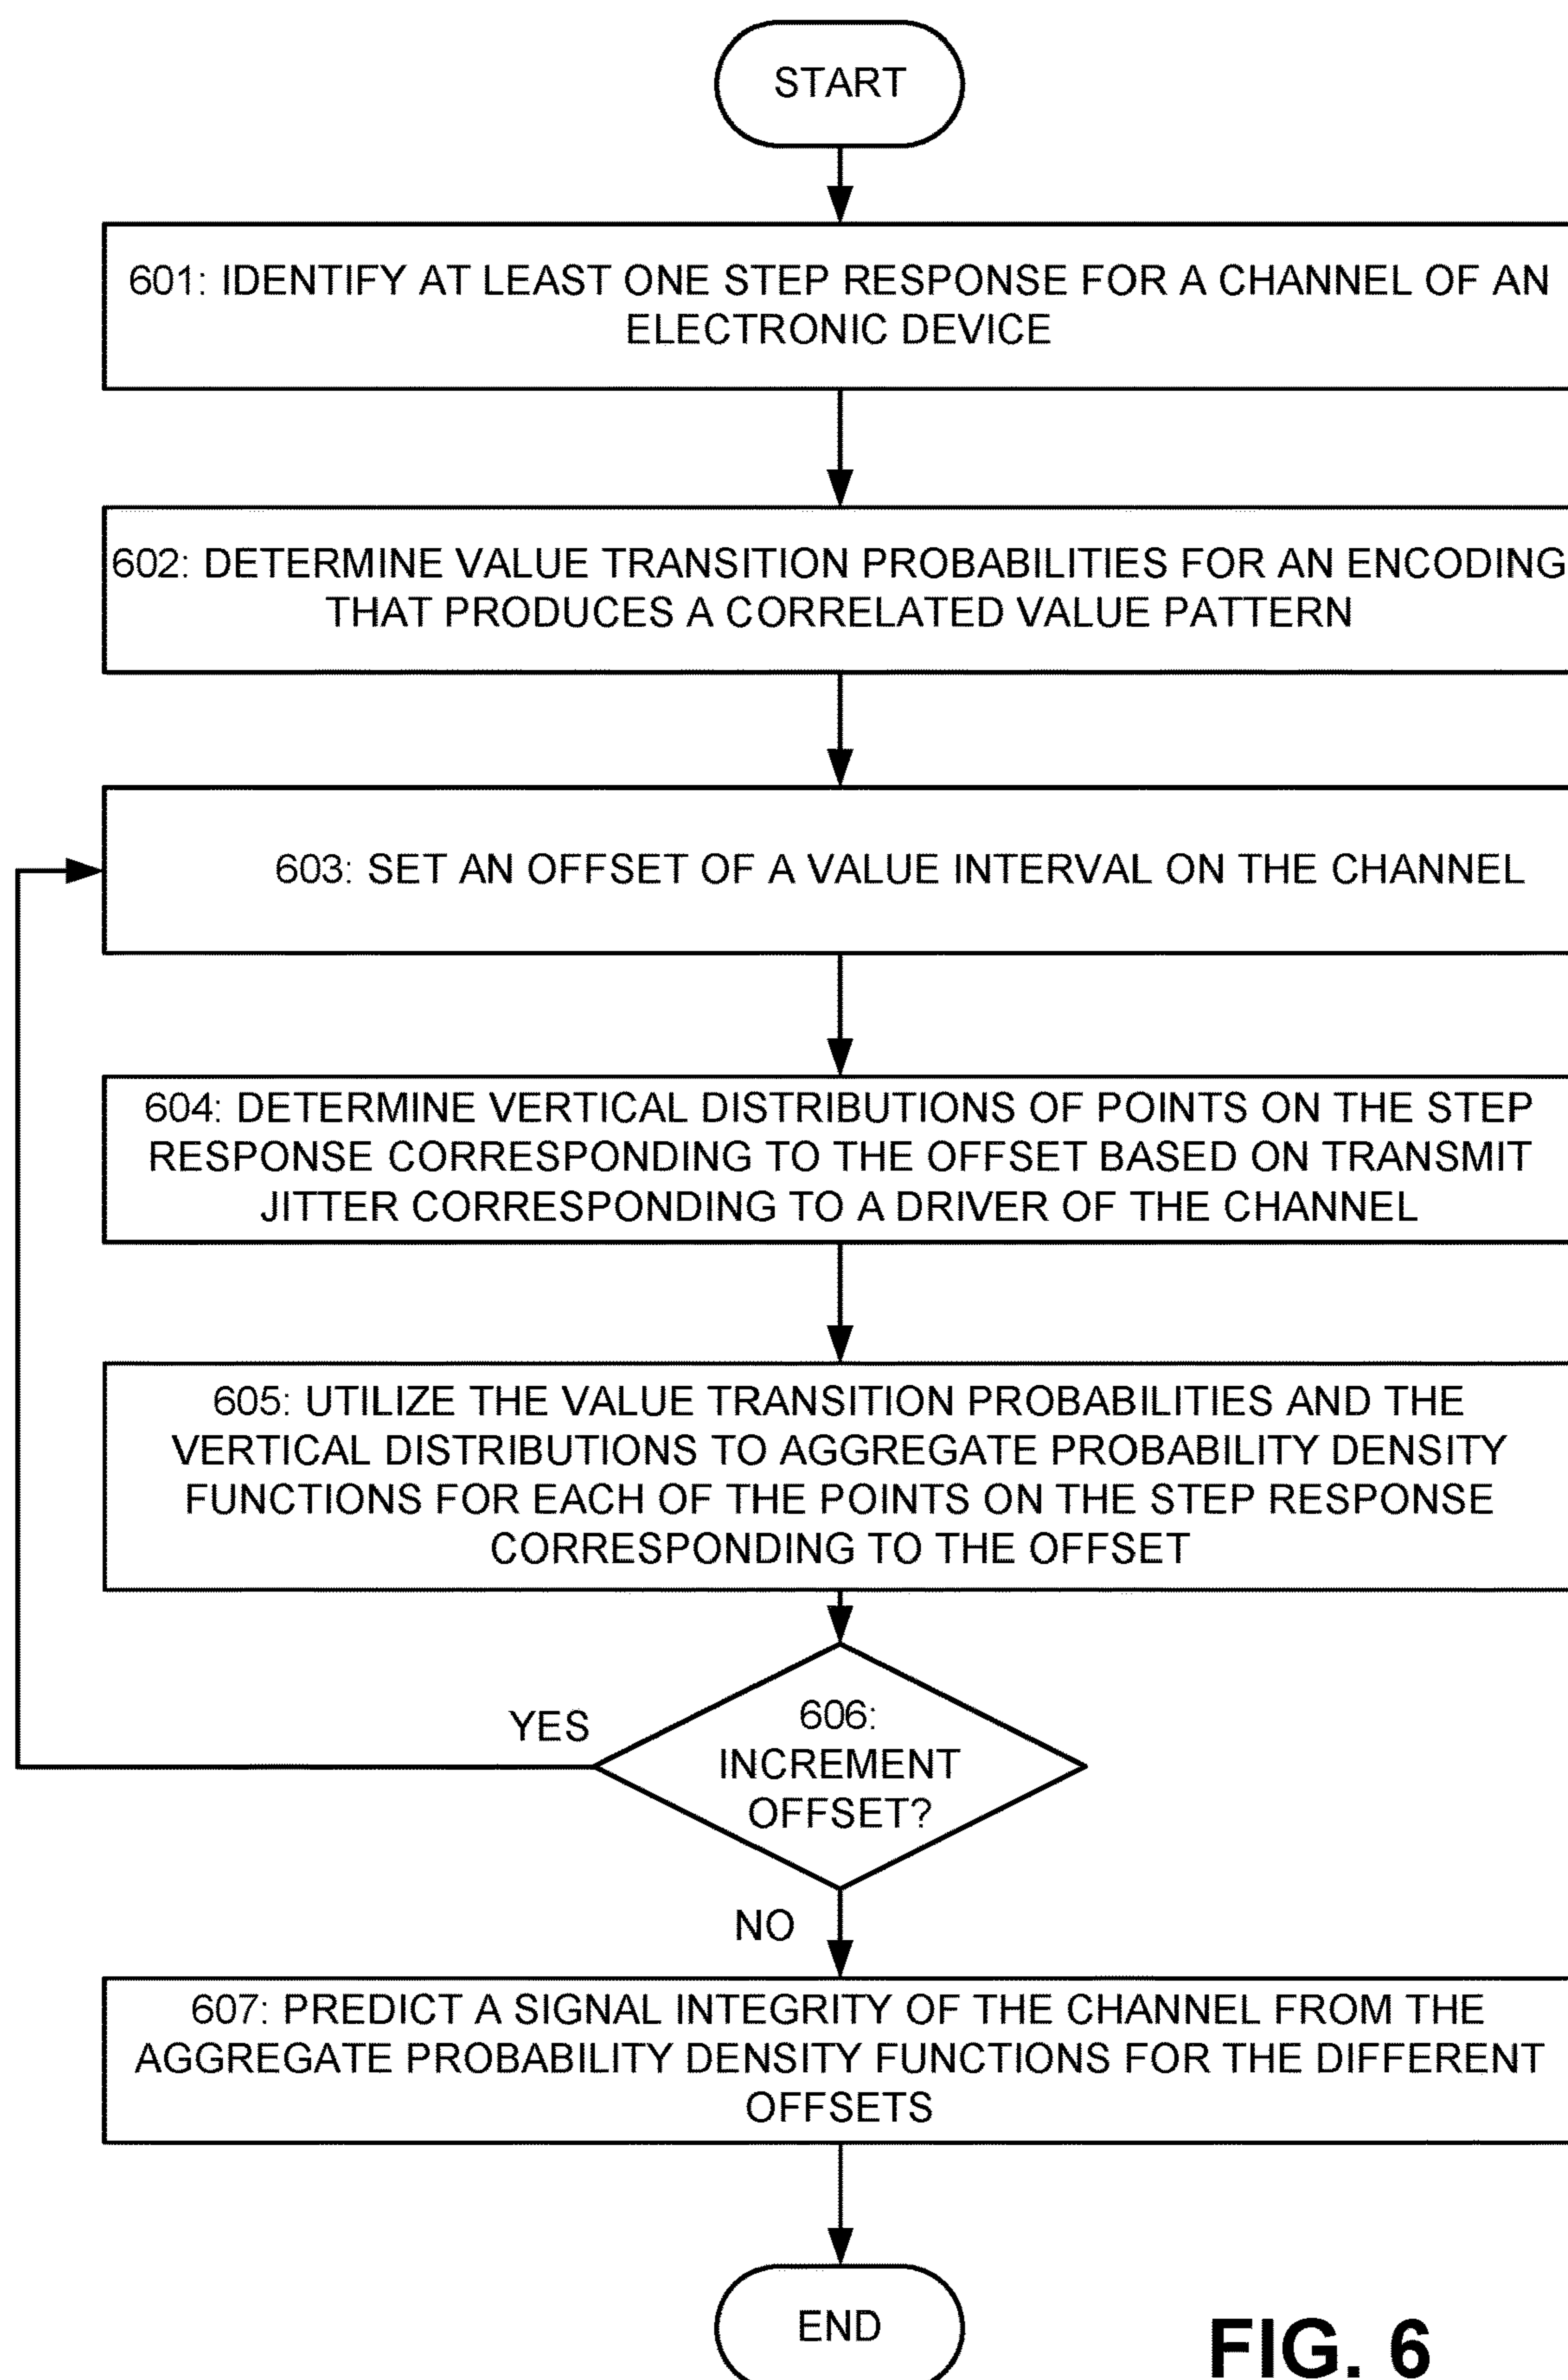 START
601: IDENTIFY AT LEAST ONE STEP RESPONSE FOR A CHANNEL OF AN
ELECTRONIC DEVICE
602: DETERMINE VALUE TRANSITION PROBABILITIES FOR AN ENCODING
THAT PRODUCES A CORRELATED VALUE PATTERN
603: SET AN OFFSET OF A VALUE INTERVAL ON THE CHANNEL
604: DETERMINE VERTICAL DISTRIBUTIONS OF POINTS ON THE STEP
RESPONSE CORRESPONDING TO THE OFFSET BASED ON TRANSMIT
JITTER CORRESPONDING TO A DRIVER OF THE CHANNEL
605: UTILIZE THE VALUE TRANSITION PROBABILITIES AND THE
VERTICAL DISTRIBUTIONS TO AGGREGATE PROBABILITY DENSITY
FUNCTIONS FOR EACH OF THE POINTS ON THE STEP RESPONSE
CORRESPONDING TO THE OFFSET
YES
606:
INCREMENT
OFFSET?
NO
607: PREDICT A SIGNAL INTEGRITY OF THE CHANNEL FROM THE
AGGREGATE PROBABILITY DENSITY FUNCTIONS FOR THE DIFFERENT
OFFSETS
END
FIG. 6